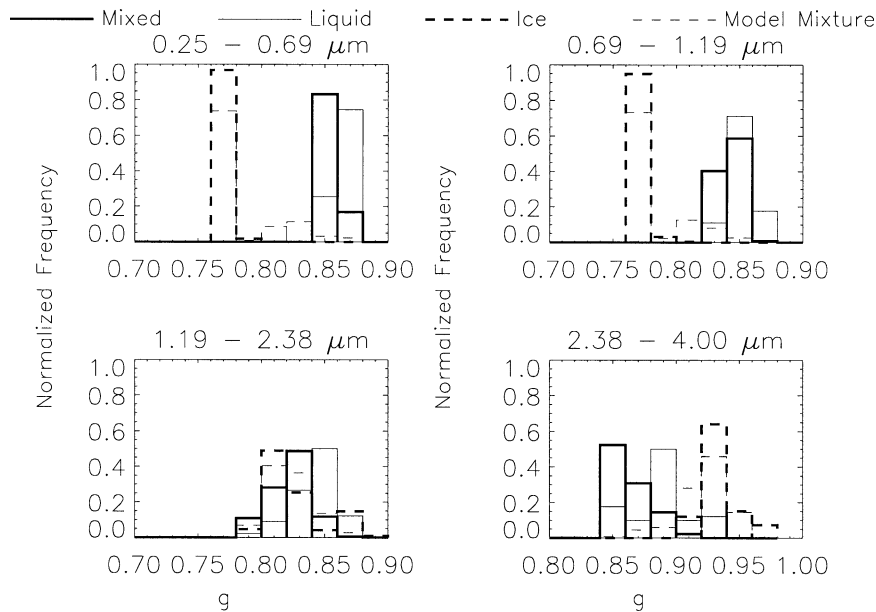 Mixed Liquid Ice Model Mixture
0.25 – 0.69 μm
0.69 – 1.19 μm
Normalized Frequency
1.0
0.8
0.6
0.4
0.2
0.0
0.70 0.75 0.80 0.85 0.90
Normalized Frequency
1.0
0.8
0.6
0.4
0.2
0.0
0.70 0.75 0.80 0.85 0.90
1.19 – 2.38 μm
2.38 – 4.00 μm
1.0
0.8
0.6
0.4
0.2
0.0
0.70 0.75 0.80 0.85 0.90
g
1.0
0.8
0.6
0.4
0.2
0.0
0.80 0.85 0.90 0.95 1.00
g